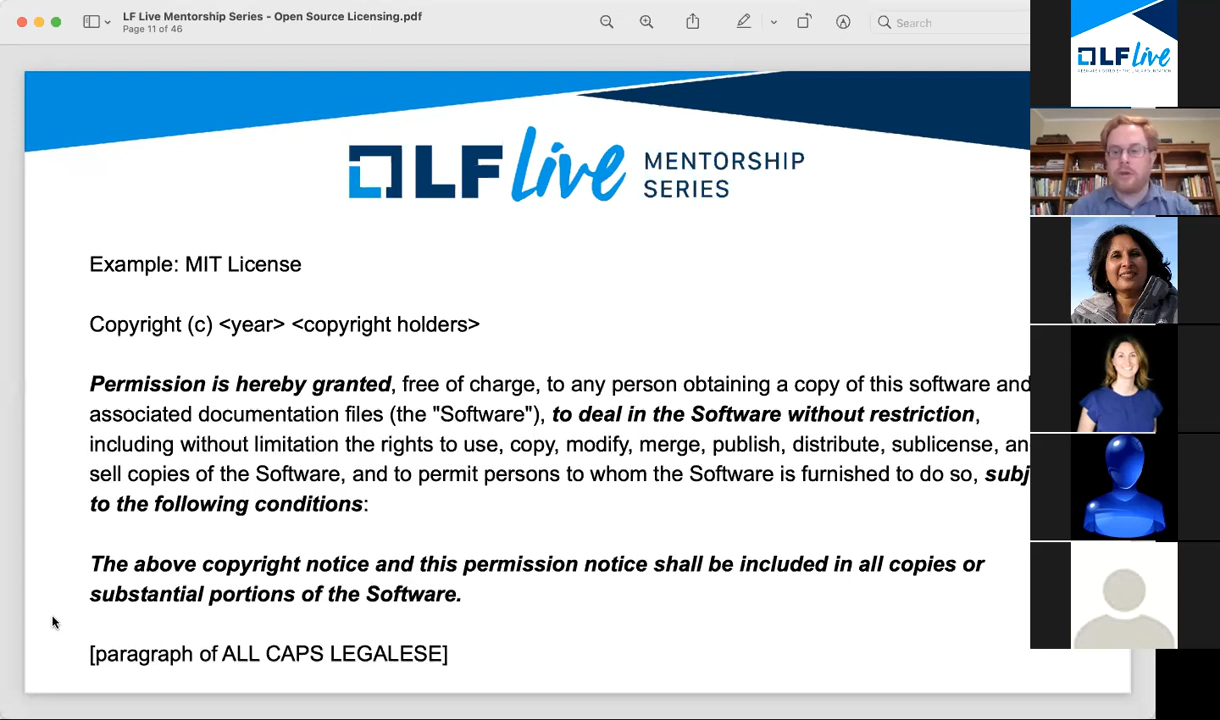 LF Live Mentorship Series - Open Source Licensing.pdf
Page 11 of 46
Search
LF Live MENTORSHIP
SERIES
LF Live
Example: MIT License
Copyright (c) <year> <copyright holders>
Permission is hereby granted, free of charge, to any person obtaining a copy of this software and
associated documentation files (the "Software"), to deal in the Software without restriction,
including without limitation the rights to use, copy, modify, merge, publish, distribute, sublicense, an
sell copies of the Software, and to permit persons to whom the Software is furnished to do so, subj
to the following conditions:
The above copyright notice and this permission notice shall be included in all copies or
substantial portions of the Software.
[paragraph of ALL CAPS LEGALESE]